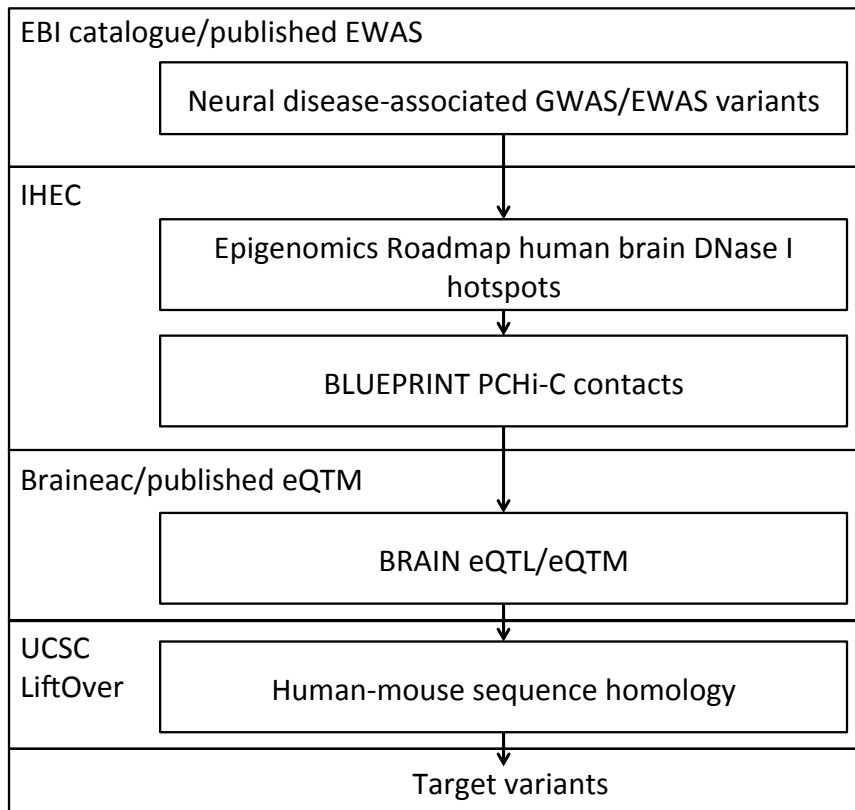 EBI catalogue/published EWAS
Neural disease-associated GWAS/EWAS variants
IHEC
Epigenomics Roadmap human brain DNase I
hotspots
BLUEPRINT PCHi-C contacts
Braineac/published eQTM
BRAIN eQTL/eQTM
UCSC
LiftOver
Human-mouse sequence homology
Target variants